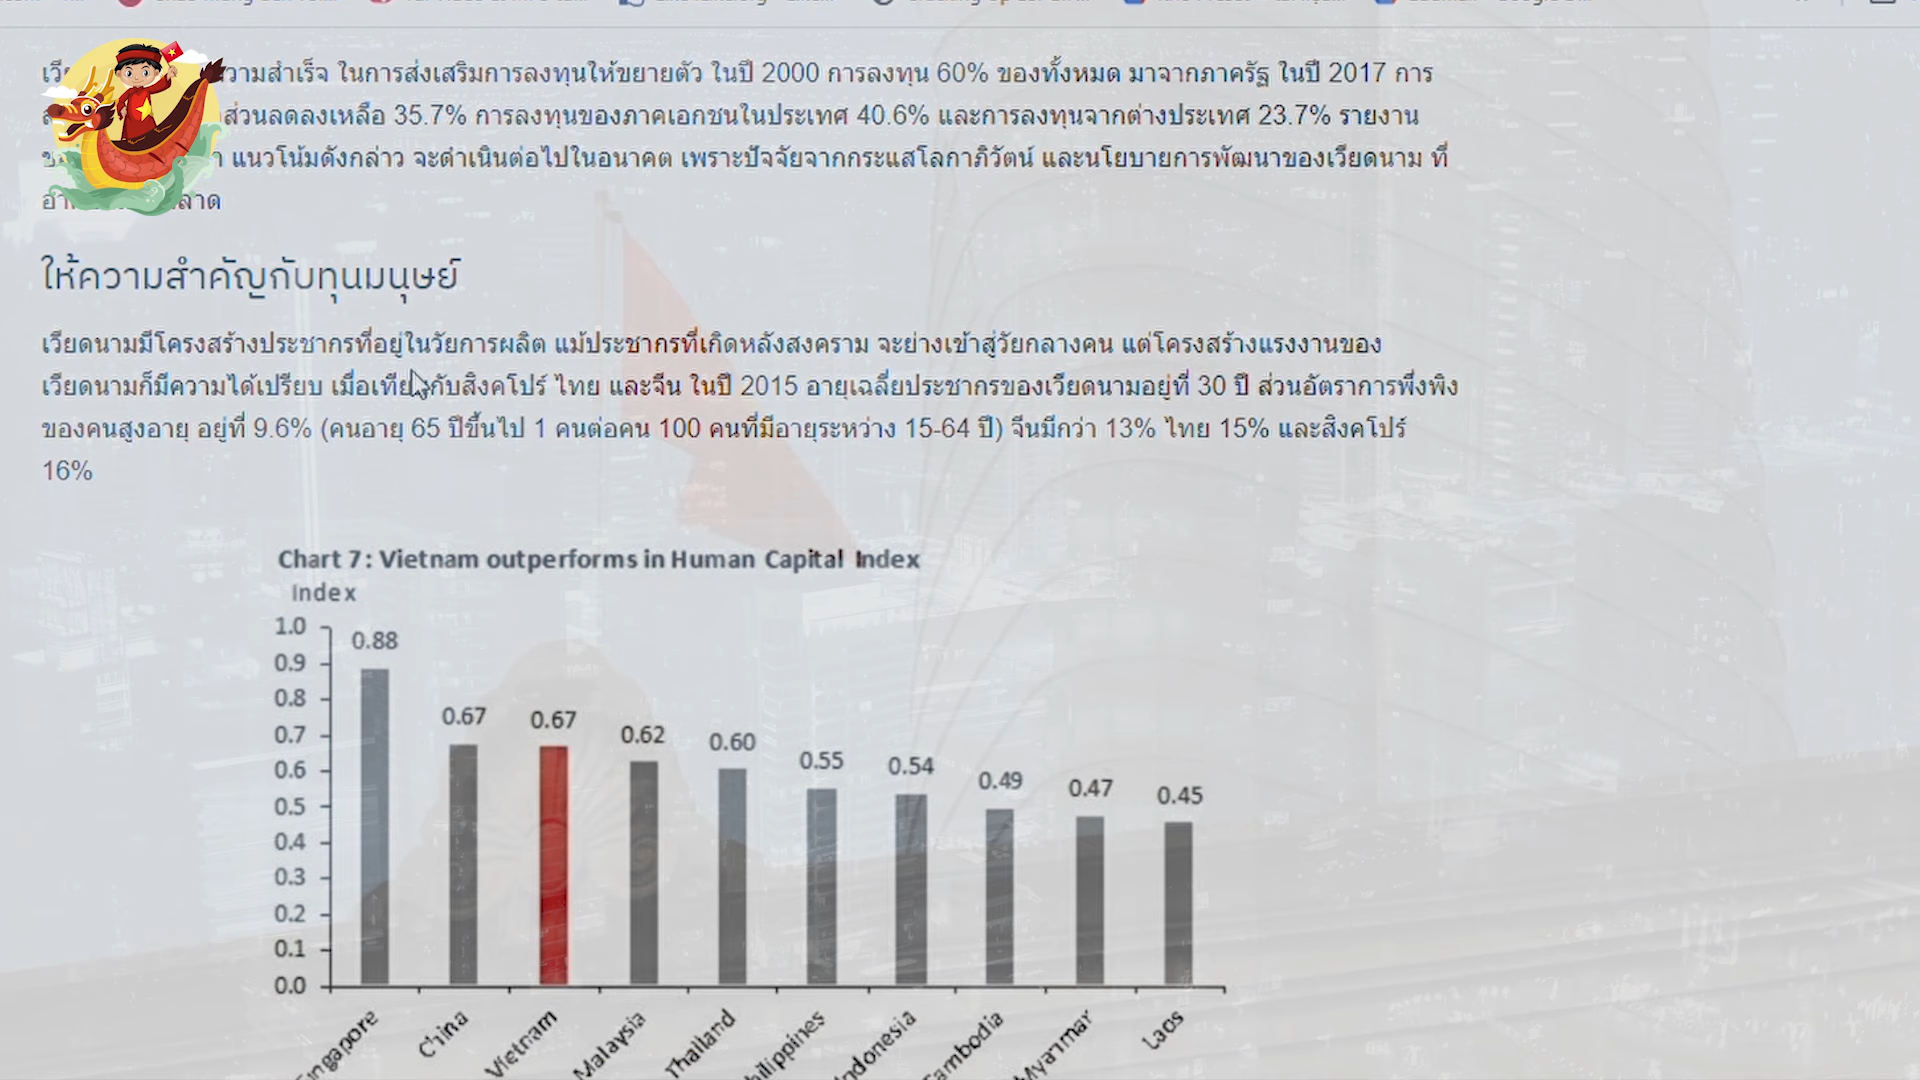 วามสำเร็จ ในการส่งเสริมการลงทุนให้ขยายตัว ในปี 2000 การลงทุน 60% ของทั้งหมด มาจากภาครัฐ ในปี 2017 การ
ส่วนลดลงเหลือ 35.7% การลงทุนของภาคเอกชนในประเทศ 40.6% และการลงทุนจากต่างประเทศ 23.7% รายงาน
แนวโน้มดังกล่าว จะดำเนินต่อไปในอนาคต เพราะปัจจัยจากกระแสโลกาภิวัตน์ และนโยบายการพัฒนาของเวียดนาม ที่
ให้ความสำคัญกับทุนมนุษย์
เวียดนามมีโครงสร้างประชากรที่อยู่ในวัยการผลิต แม้ประชากรที่เกิดหลังสงคราม จะย่างเข้าสู่วัยกลางคน แต่โครงสร้างแรงงานของ
เวียดนามก็มีความได้เปรียบ เมื่อเทียบกับสิงคโปร์ ไทย และจีน ในปี 2015 อายุเฉลี่ยประชากรของเวียดนามอยู่ที่ 30 ปี ส่วนอัตราการพึ่งพิง
ของคนสูงอายุ อยู่ที่ 9.6% (คนอายุ 65 ปีขึ้นไป 1 คนต่อคน 100 คนที่มีอายุระหว่าง 15-64 ปี) จีนมีกว่า 13% ไทย 15% และสิงคโปร์
16%
Chart 7: Vietnam outperforms in Human Capital Index
Index
1.0
0.9
0.8
0.7
0.6
0.5
0.4
0.3
0.2
0.1
0.0
0.88
0.67
0.67
0.62
0.60
0.55
0.54
0.49
0.47
0.45
China
Vietnam
Malaysia
Thailand
Myanmar
Laos